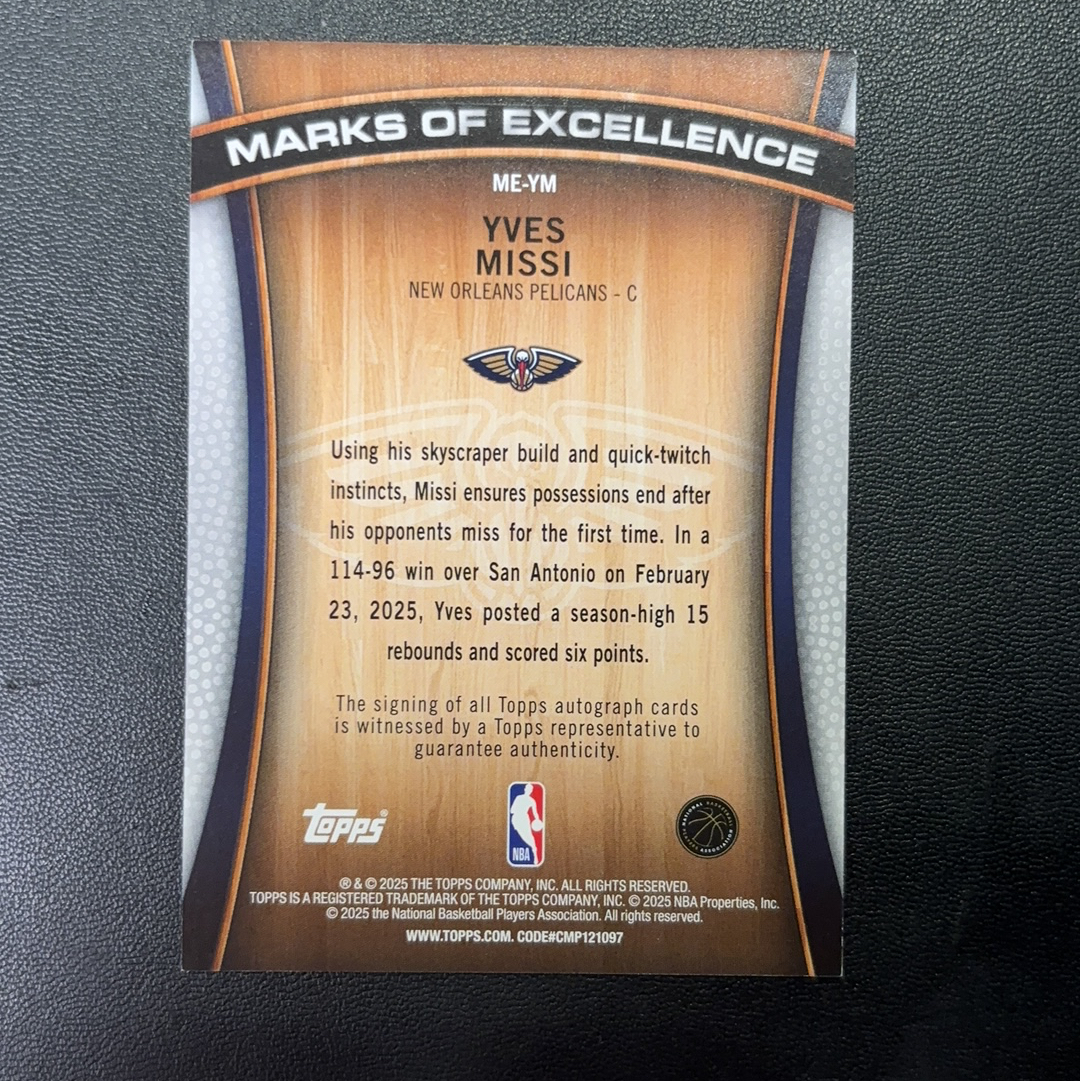 MARKS OF EXCELLENCE
ME-YM
YVES
MISSI
NEW ORLEANS PELICANS - C
Using his skyscraper build and quick-twitch
instincts, Missi ensures possessions end after
his opponents miss for the first time. In a
114-96 win over San Antonio on February
23, 2025, Yves posted a season-high 15
rebounds and scored six points.
The signing of all Topps autograph cards
is witnessed by a Topps representative to
guarantee authenticity.
topps®
NBA
NATIONAL BASKETBALL PLAYERS ASSOCIATION
® & © 2025 THE TOPPS COMPANY, INC. ALL RIGHTS RESERVED.
TOPPS IS A REGISTERED TRADEMARK OF THE TOPPS COMPANY, INC. © 2025 NBA Properties, Inc.
© 2025 the National Basketball Players Association. All rights reserved.
WWW.TOPPS.COM. CODE#CMP121097